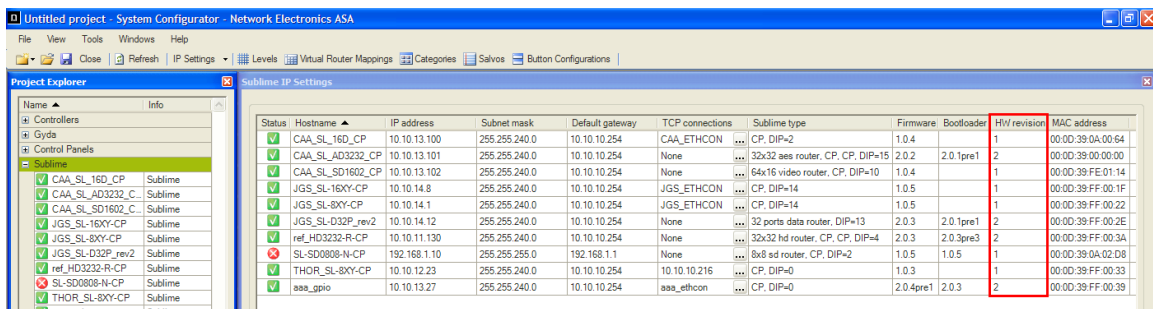 Untitled project - System Configurator - Network Electronics ASA
File View Tools Windows Help
Close Refresh IP Settings Levels Virtual Router Mappings Categories Salvos Button Configurations
Project Explorer
Name Info
Controllers
Gyda
Control Panels
Sublime
CAA_SL_16D_CP Sublime
CAA_SL_AD3232_C... Sublime
CAA_SL_SD1602_C... Sublime
JGS_SL-16XY-CP Sublime
JGS_SL-8XY-CP Sublime
JGS_SL-D32P_rev2 Sublime
ref_HD3232-R-CP Sublime
SL-SD0808-N-CP Sublime
THOR_SL-8XY-CP Sublime
Sublime IP Settings
Status Hostname IP address Subnet mask Default gateway TCP connections Sublime type Firmware Bootloader HW revision MAC address
CAA_SL_16D_CP 10.10.13.100 255.255.240.0 10.10.10.254 CAA_ETHCON ... CP, DIP=2 1.0.4 1 00:0D:39:0A:00:64
CAA_SL_AD3232_CP 10.10.13.101 255.255.240.0 10.10.10.254 None ... 32x32 aes router, CP, CP, DIP=15 2.0.2 2.0.1pre1 2 00:0D:39:00:00:00
CAA_SL_SD1602_CP 10.10.13.102 255.255.240.0 10.10.10.254 None ... 64x16 video router, CP, DIP=10 1.0.4 1 00:0D:39:FE:01:14
JGS_SL-16XY-CP 10.10.14.8 255.255.240.0 10.10.10.254 JGS_ETHCON ... CP, DIP=14 1.0.5 1 00:0D:39:FF:00:1F
JGS_SL-8XY-CP 10.10.14.1 255.255.240.0 10.10.10.254 JGS_ETHCON ... CP, DIP=14 1.0.5 1 00:0D:39:FF:00:22
JGS_SL-D32P_rev2 10.10.14.12 255.255.240.0 10.10.10.254 None ... 32 ports data router, DIP=13 2.0.3 2.0.1pre1 2 00:0D:39:FF:00:2E
ref_HD3232-R-CP 10.10.11.130 255.255.240.0 10.10.10.254 None ... 32x32 hd router, CP, CP, DIP=4 2.0.3 2.0.3pre3 2 00:0D:39:FF:00:3A
SL-SD0808-N-CP 192.168.1.10 255.255.255.0 192.168.1.1 None ... 8x8 sd router, CP, DIP=2 1.0.5 1.0.5 1 00:0D:39:0A:02:D8
THOR_SL-8XY-CP 10.10.12.23 255.255.240.0 10.10.10.254 10.10.10.216 ... CP, DIP=0 1.0.3 1 00:0D:39:FF:00:33
aaa_gpio 10.10.13.27 255.255.240.0 10.10.10.254 aaa_ethcon ... CP, DIP=0 2.0.4pre1 2.0.3 2 00:0D:39:FF:00:39